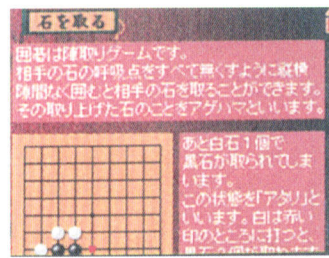 石を取る
囲碁は陣取りゲームです。
相手の石の呼吸点をすべて無くすように縦横
隙間なく囲むと相手の石を取ることができます。
その取り上げた石のことをアゲハマといいます。
あと白石1個で
黒石が取られてしま
います。
この状態を「アタリ」と
いいます。白は赤い
印のところに打つと、